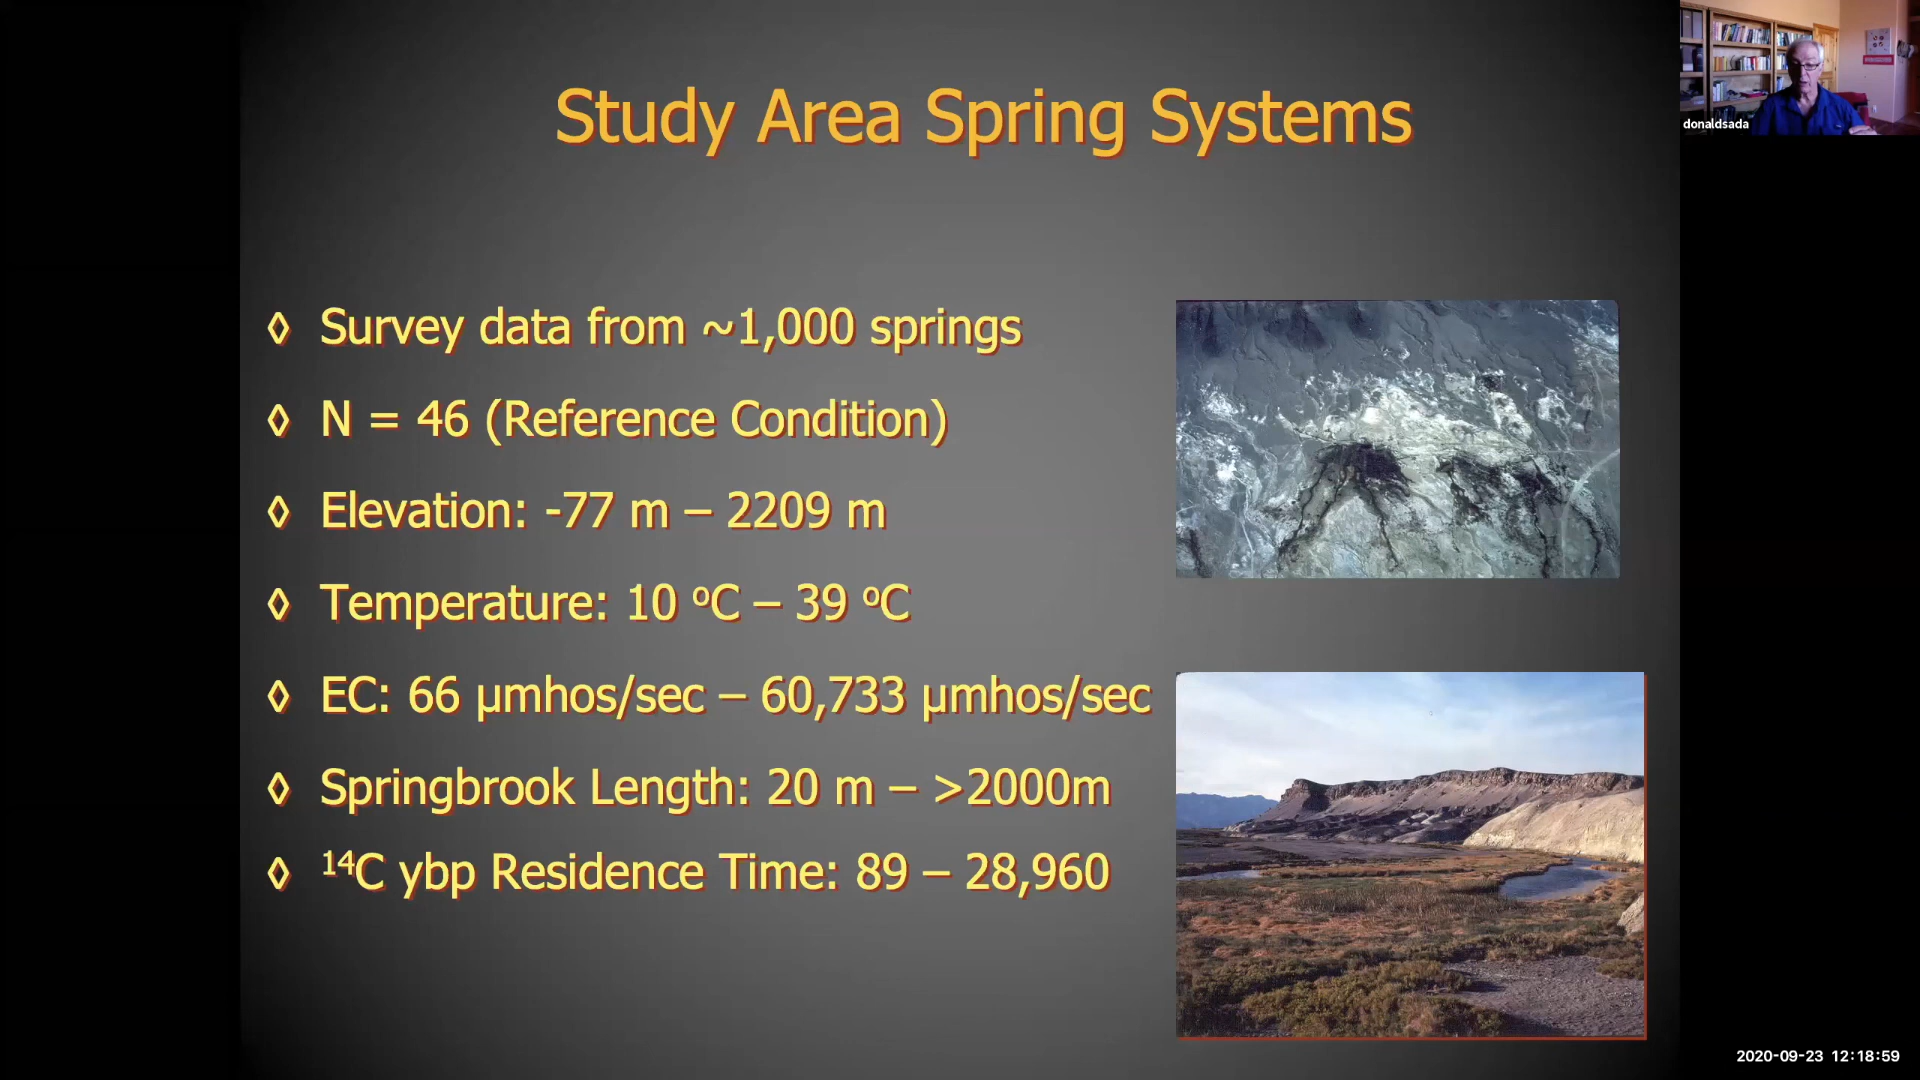 Study Area Spring Systems
◊ Survey data from ~1,000 springs
◊ N = 46 (Reference Condition)
◊ Elevation: -77 m – 2209 m
◊ Temperature: 10 ºC – 39 ºC
◊ EC: 66 µmhos/sec – 60,733 µmhos/sec
◊ Springbrook Length: 20 m – >2000m
◊ ¹⁴C ybp Residence Time: 89 – 28,960
donaldsada
2020-09-23 12:18:59